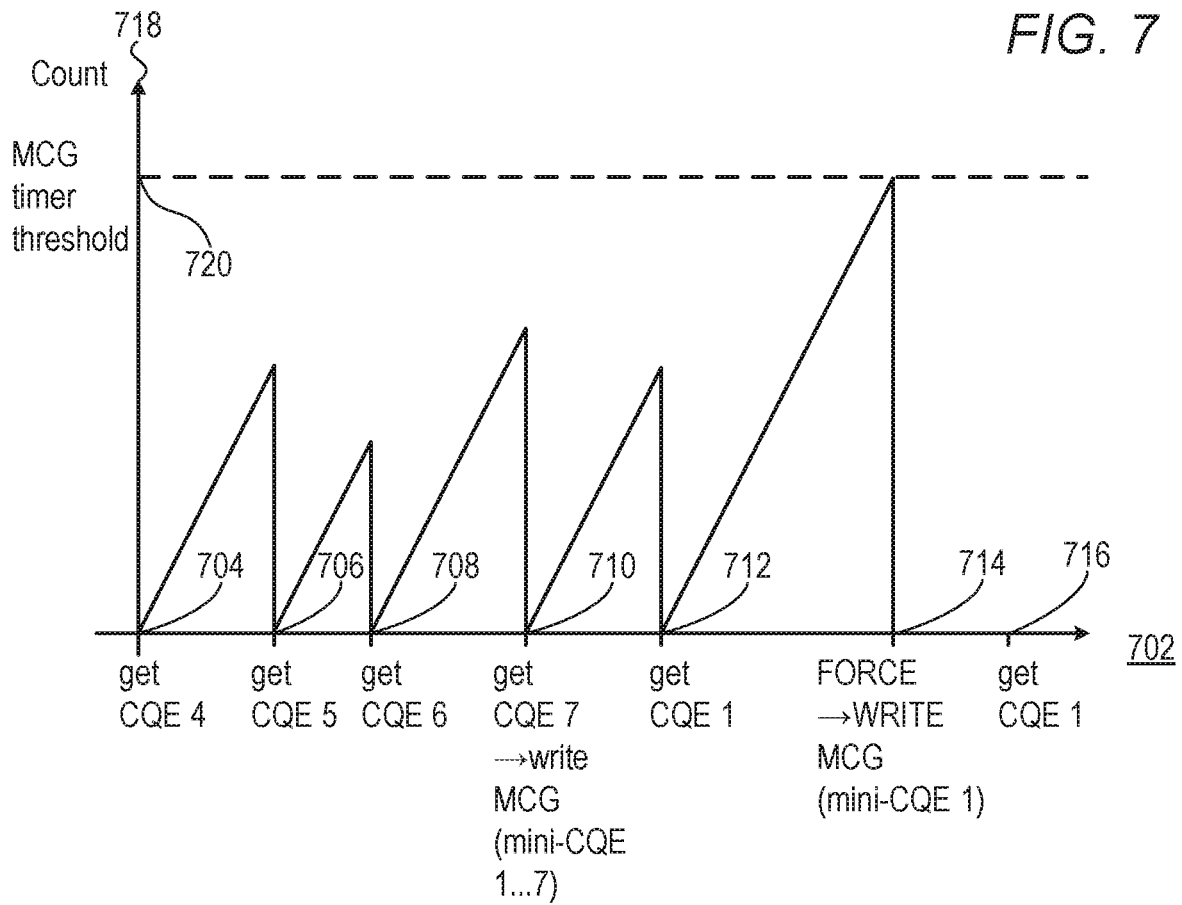 FIG. 7
718
Count
MCG
timer
threshold
720
704
706
708
710
712
714
716
702
get
CQE 4
get
CQE 5
get
CQE 6
get
CQE 7
→write
MCG
(mini-CQE
1...7)
get
CQE 1
FORCE
→WRITE
MCG
(mini-CQE 1)
get
CQE 1